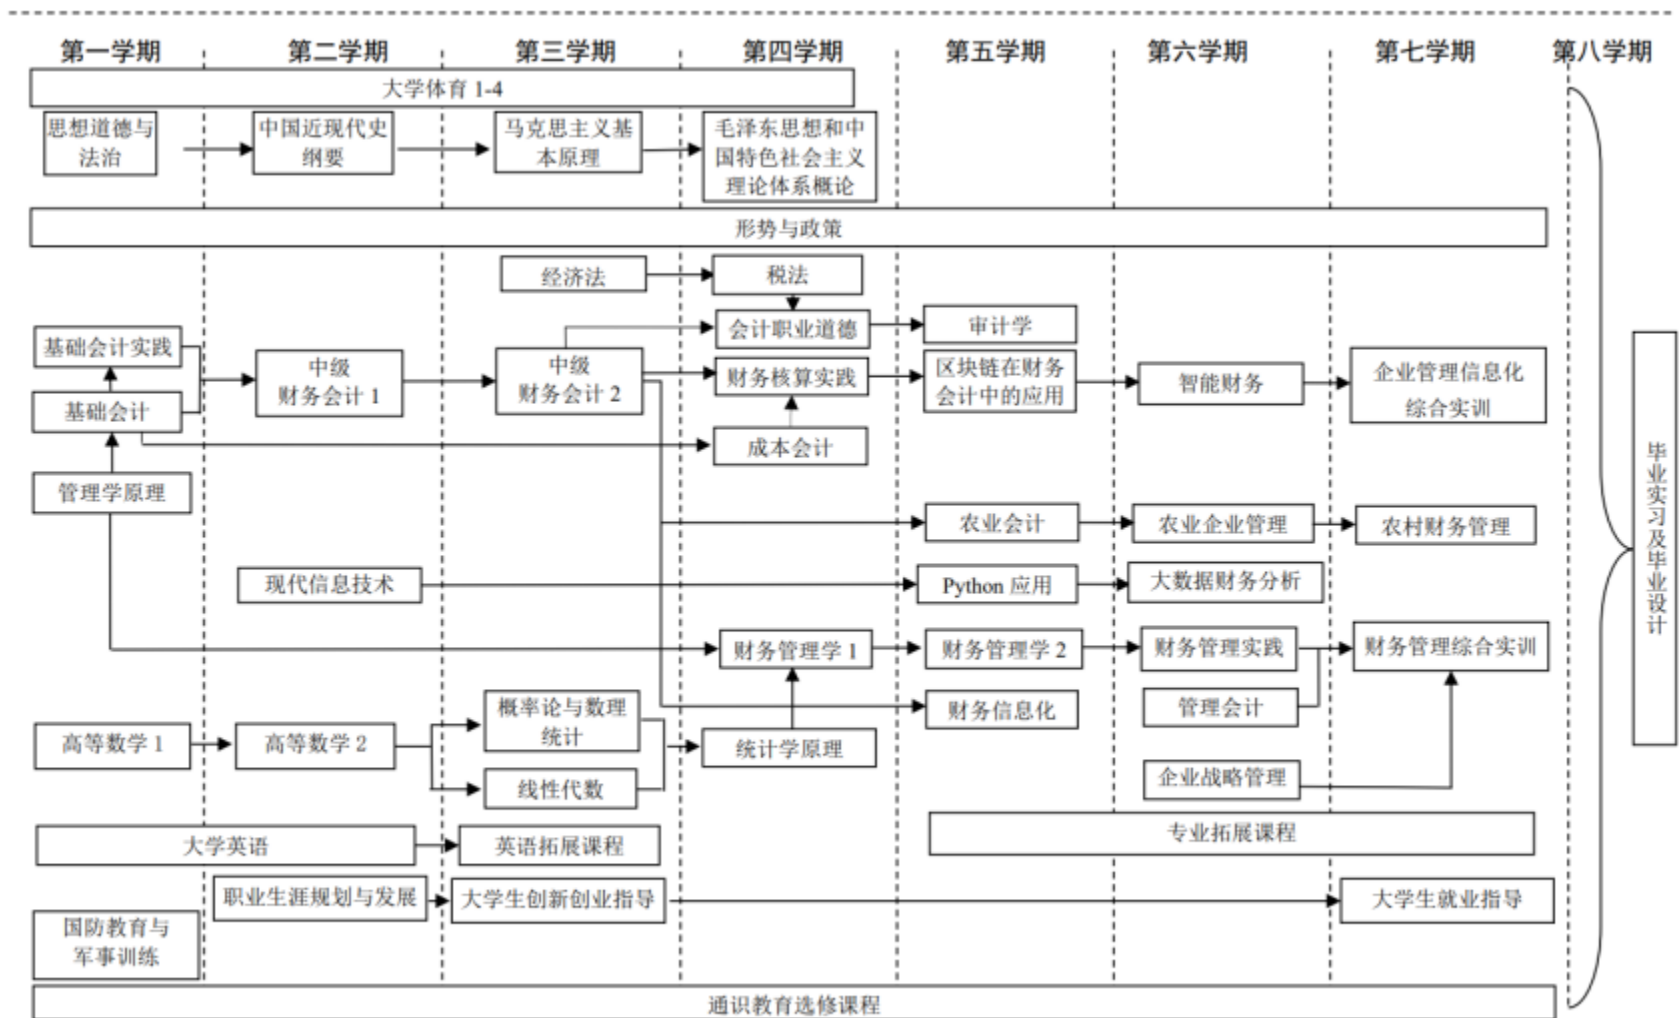 第一学期
第二学期
第三学期
第四学期
第五学期
第六学期
第七学期
第八学期
大学体育 1-4
思想道德与
法治
中国近现代史
纲要
马克思主义基
本原理
毛泽东思想和中
国特色社会主义
理论体系概论
形势与政策
经济法
税法
基础会计实践
会计职业道德
审计学
中级
财务会计 1
中级
财务会计 2
财务核算实践
区块链在财务
会计中的应用
智能财务
企业管理信息化
综合实训
基础会计
成本会计
管理学原理
农业会计
农业企业管理
农村财务管理
现代信息技术
Python 应用
大数据财务分析
财务管理学 1
财务管理学 2
财务管理实践
财务管理综合实训
概率论与数理
统计
财务信息化
管理会计
高等数学 1
高等数学 2
统计学原理
线性代数
企业战略管理
大学英语
英语拓展课程
专业拓展课程
职业生涯规划与发展
大学生创新创业指导
大学生就业指导
国防教育与
军事训练
通识教育选修课程
毕业实习及毕业设计